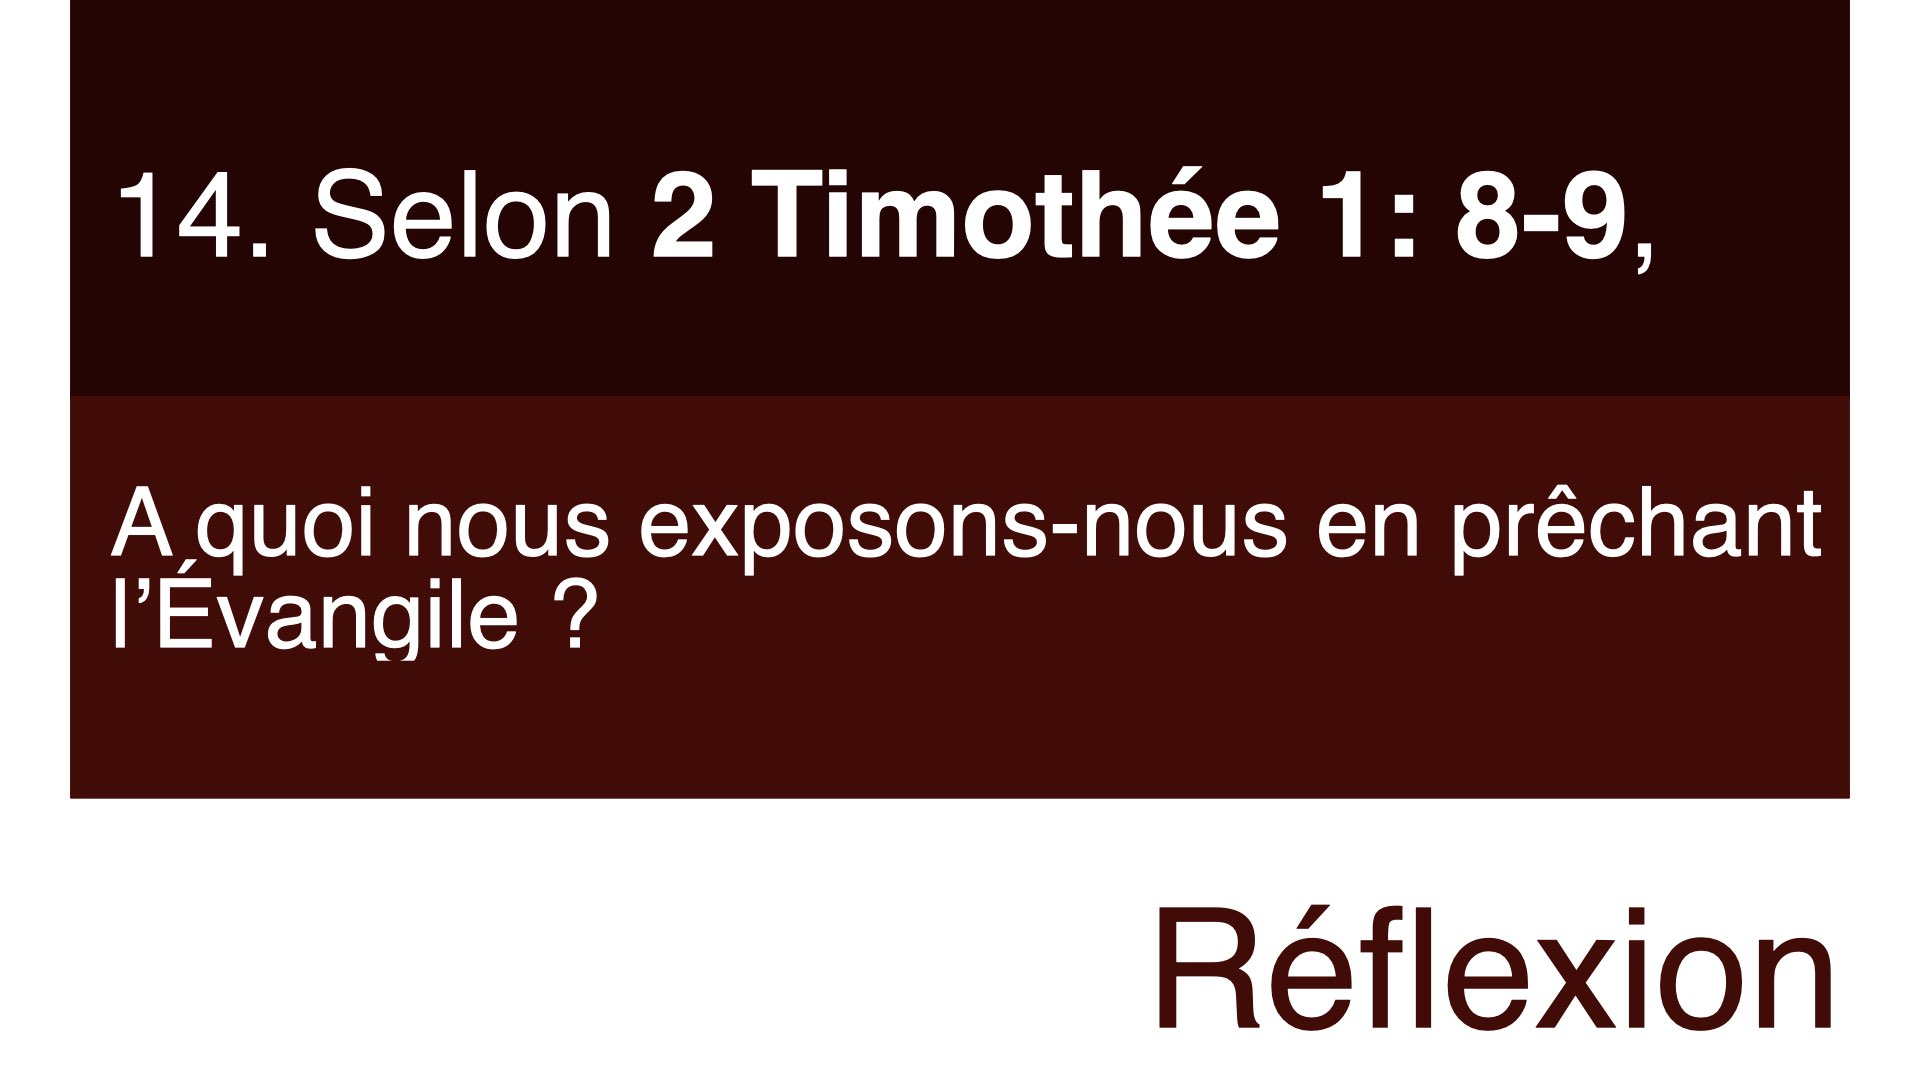 14. Selon 2 Timothée 1: 8-9,
A quoi nous exposons-nous en prêchant
l’Évangile ?
Réflexion